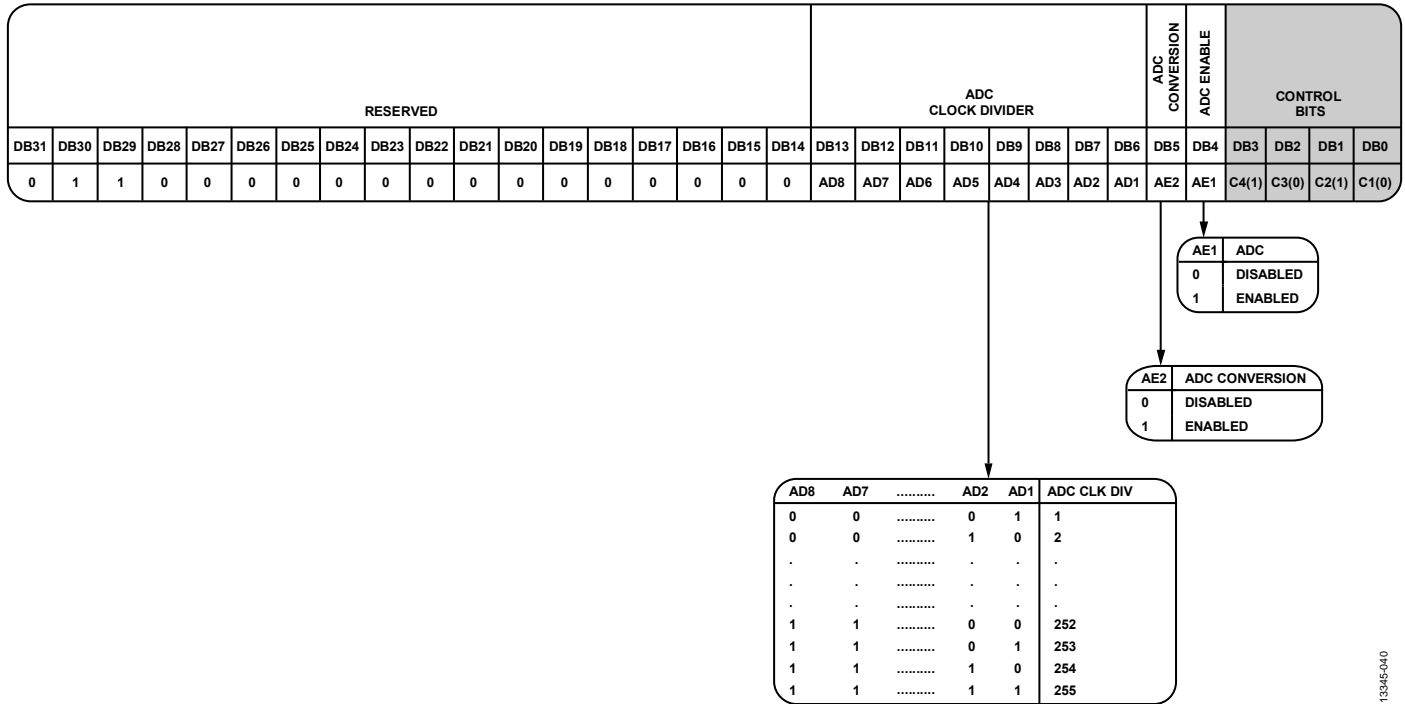 RESERVED
ADC
CLOCK DIVIDER
ADC
CONVERSION
ADC ENABLE
CONTROL
BITS
DB31 DB30 DB29 DB28 DB27 DB26 DB25 DB24 DB23 DB22 DB21 DB20 DB19 DB18 DB17 DB16 DB15 DB14 DB13 DB12 DB11 DB10 DB9 DB8 DB7 DB6 DB5 DB4 DB3 DB2 DB1 DB0
0 1 1 0 0 0 0 0 0 0 0 0 0 0 0 0 0 0 AD8 AD7 AD6 AD5 AD4 AD3 AD2 AD1 AE2 AE1 C4(1) C3(0) C2(1) C1(0)
AE1 ADC
0 DISABLED
1 ENABLED
AE2 ADC CONVERSION
0 DISABLED
1 ENABLED
AD8 AD7 .......... AD2 AD1 ADC CLK DIV
0 0 .......... 0 1 1
0 0 .......... 1 0 2
. . .......... . . .
. . .......... . . .
. . .......... . . .
1 1 .......... 0 0 252
1 1 .......... 0 1 253
1 1 .......... 1 0 254
1 1 .......... 1 1 255
13345-040